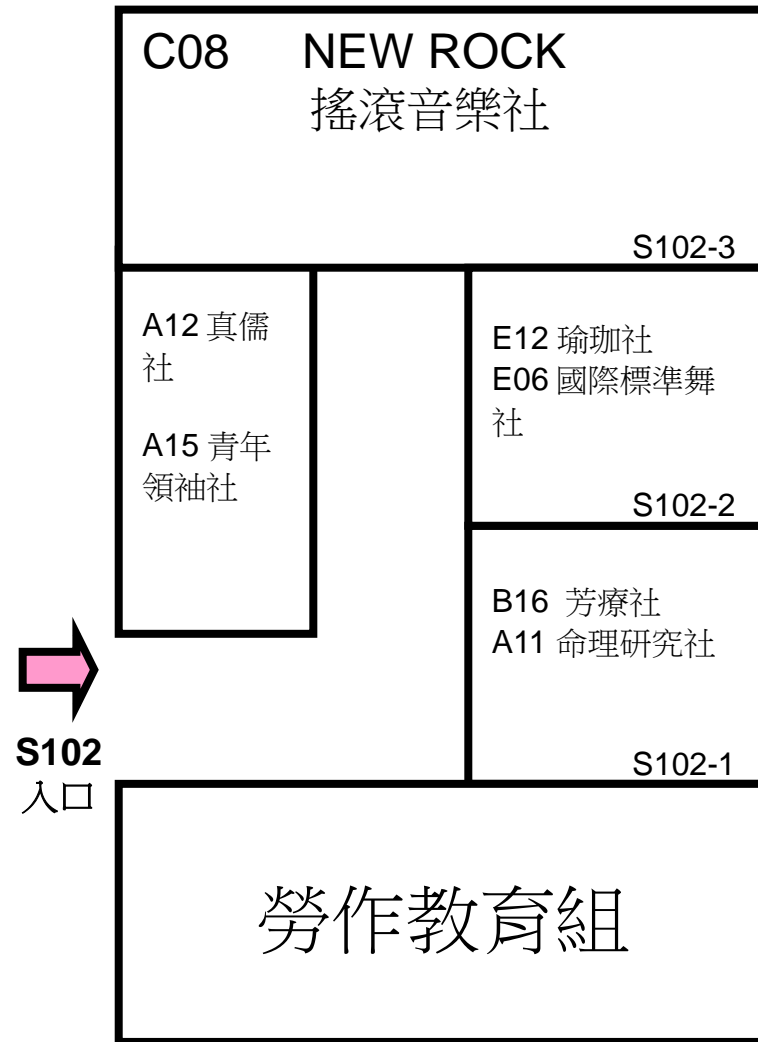 C08 NEW ROCK
搖滾音樂社
S102-3
A12 真儒
社
A15 青年
領袖社
E12 瑜珈社
E06 國際標準舞
社
S102-2
B16 芳療社
A11 命理研究社
S102-1
S102
入口
勞作教育組